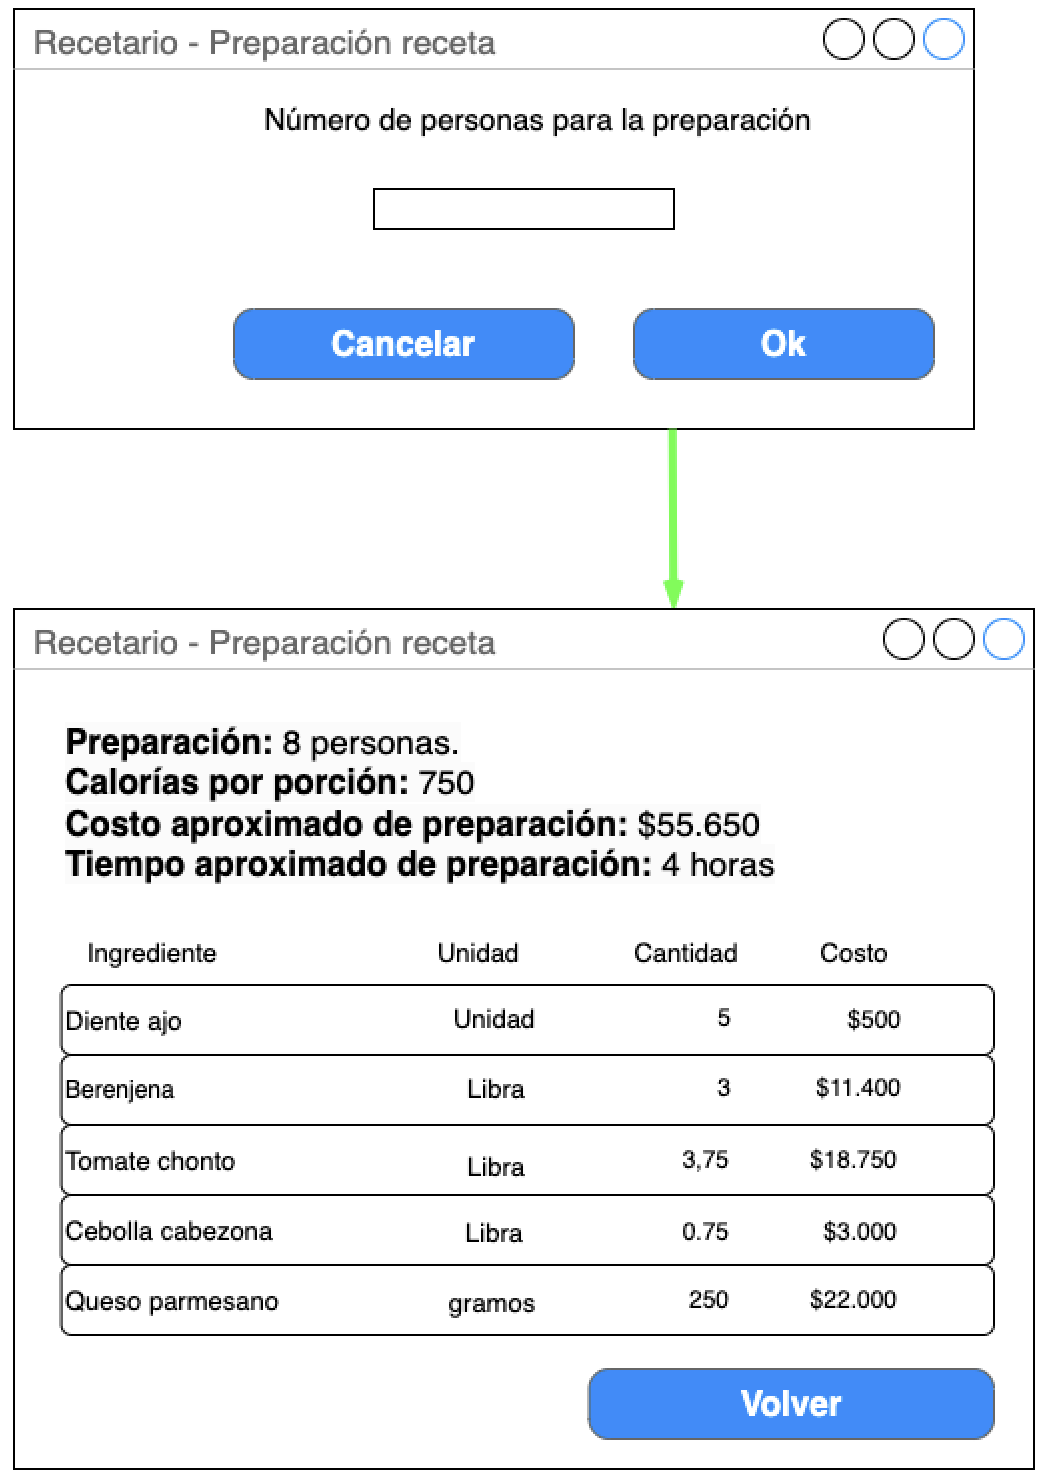 Recetario - Preparación receta
Número de personas para la preparación
Cancelar Ok
Recetario - Preparación receta
Preparación: 8 personas.
Calorías por porción: 750
Costo aproximado de preparación: $55.650
Tiempo aproximado de preparación: 4 horas
Ingrediente Unidad Cantidad Costo
Diente ajo Unidad 5 $500
Berenjena Libra 3 $11.400
Tomate chonto Libra 3,75 $18.750
Cebolla cabezona Libra 0.75 $3.000
Queso parmesano gramos 250 $22.000
Volver